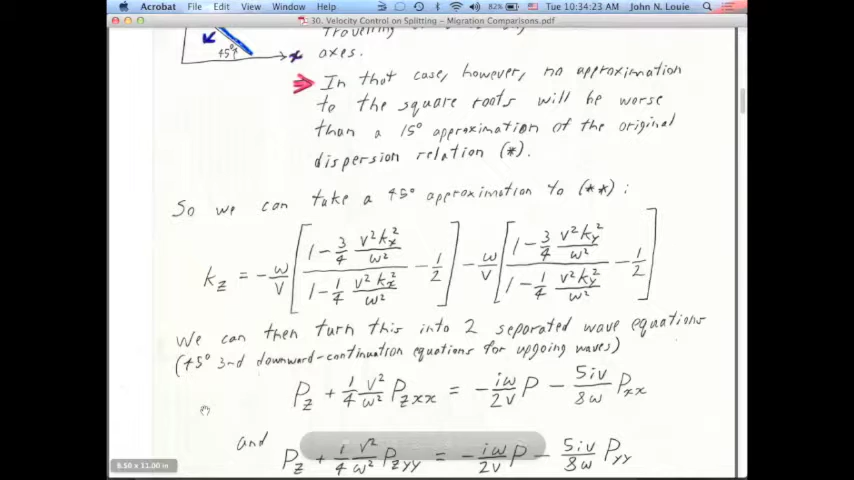 Acrobat File Edit View Window Help 82% Tue 10:34:23 AM John N. Louie
30. Velocity Control on Splitting – Migration Comparisons.pdf
axes.
45° x
⇒ In that case, however, no approximation
to the square roots will be worse
than a 15° approximation of the original
dispersion relation (*).
So we can take a 45° approximation to (**):
k_z = -ω/v [ (1 - 3/4 v²k_x²/ω²) / (1 - 1/4 v²k_x²/ω²) - 1/2 ] - ω/v [ (1 - 3/4 v²k_y²/ω²) / (1 - 1/4 v²k_y²/ω²) - 1/2 ]
We can then turn this into 2 separated wave equations
(45° 3rd downward-continuation equations for upgoing waves)
P_z + 1/4 v²/ω² P_zxx = -iω/2v P - 5iv/8ω P_xx
and
P_z + 1/4 v²/ω² P_zyy = -iω/2v P - 5iv/8ω P_yy
8.50 x 11.00 in